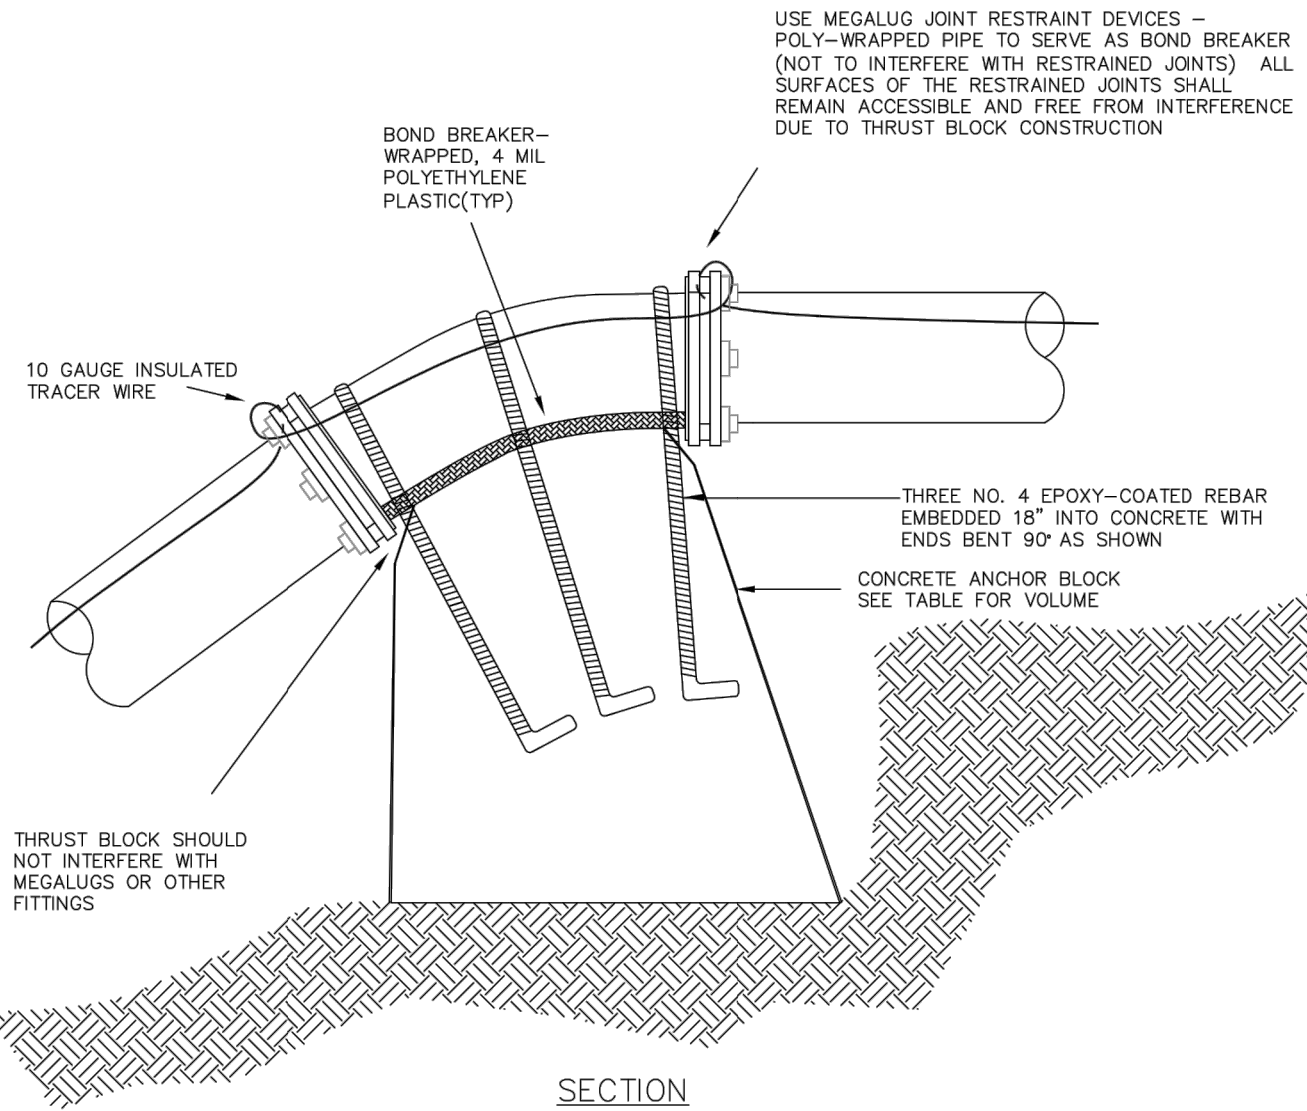 USE MEGALUG JOINT RESTRAINT DEVICES –
POLY–WRAPPED PIPE TO SERVE AS BOND BREAKER
(NOT TO INTERFERE WITH RESTRAINED JOINTS) ALL
SURFACES OF THE RESTRAINED JOINTS SHALL
REMAIN ACCESSIBLE AND FREE FROM INTERFERENCE
DUE TO THRUST BLOCK CONSTRUCTION
BOND BREAKER–
WRAPPED, 4 MIL
POLYETHYLENE
PLASTIC(TYP)
10 GAUGE INSULATED
TRACER WIRE
THREE NO. 4 EPOXY–COATED REBAR
EMBEDDED 18" INTO CONCRETE WITH
ENDS BENT 90° AS SHOWN
CONCRETE ANCHOR BLOCK
SEE TABLE FOR VOLUME
THRUST BLOCK SHOULD
NOT INTERFERE WITH
MEGALUGS OR OTHER
FITTINGS
SECTION